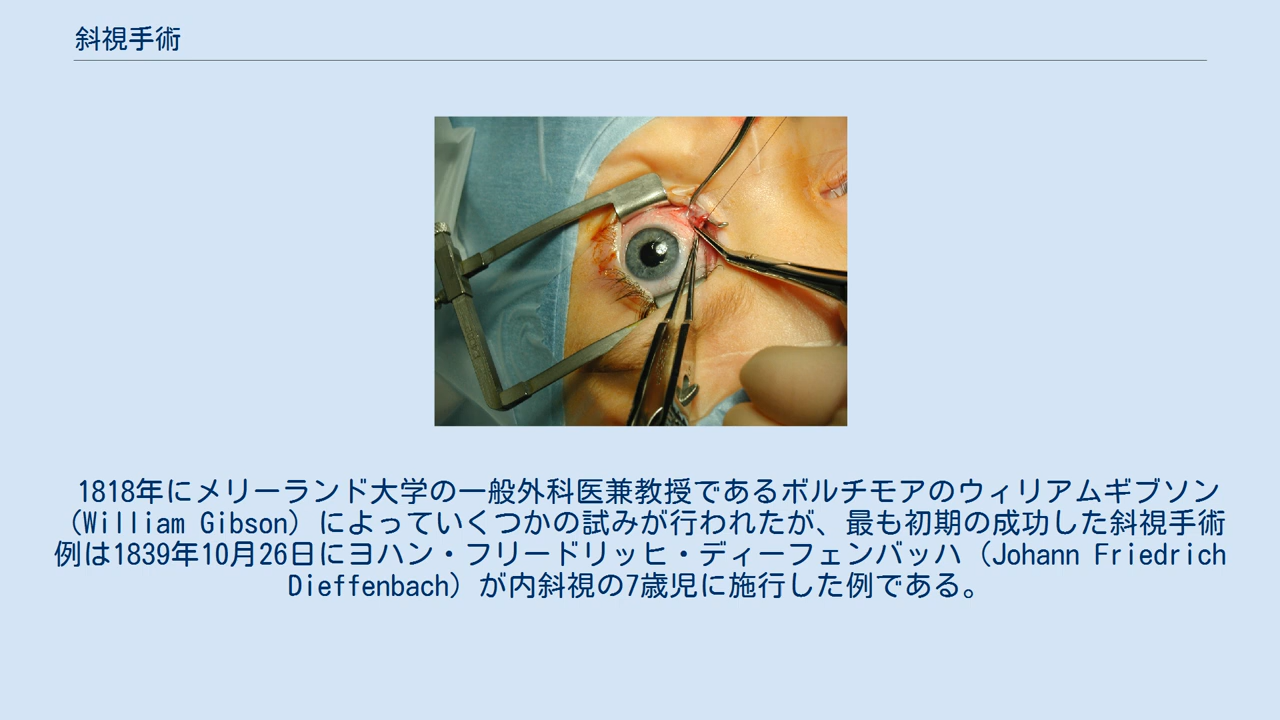 斜視手術
1818年にメリーランド大学の一般外科医兼教授であるボルチモアのウィリアムギブソン
（William Gibson）によっていくつかの試みが行われたが、最も初期の成功した斜視手術
例は1839年10月26日にヨハン・フリードリッヒ・ディーフェンバッハ（Johann Friedrich
Dieffenbach）が内斜視の7歳児に施行した例である。